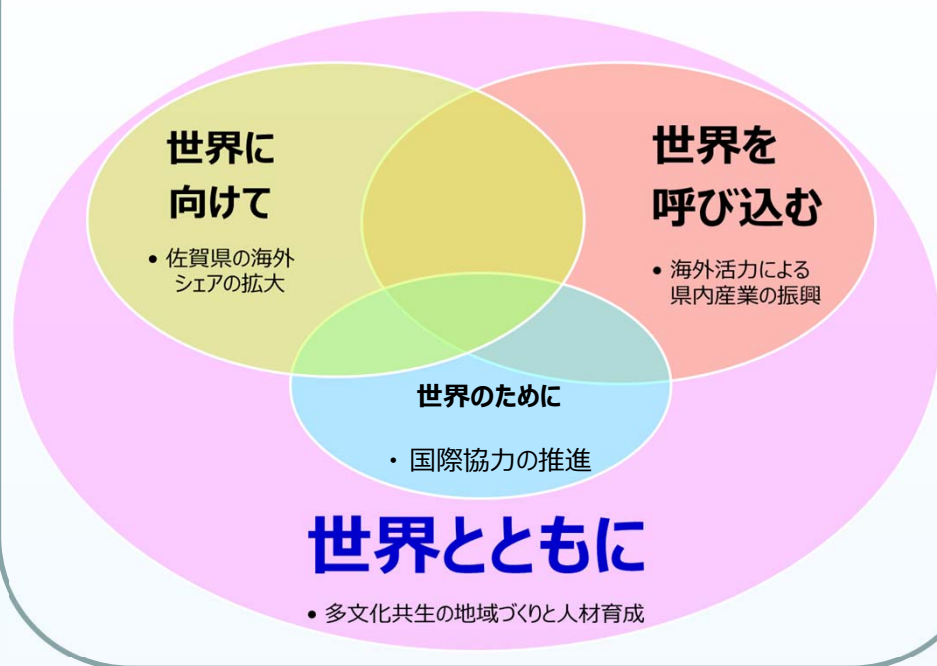 世界に
向けて
• 佐賀県の海外
シェアの拡大
世界を
呼び込む
• 海外活力による
県内産業の振興
世界のために
・ 国際協力の推進
世界とともに
• 多文化共生の地域づくりと人材育成